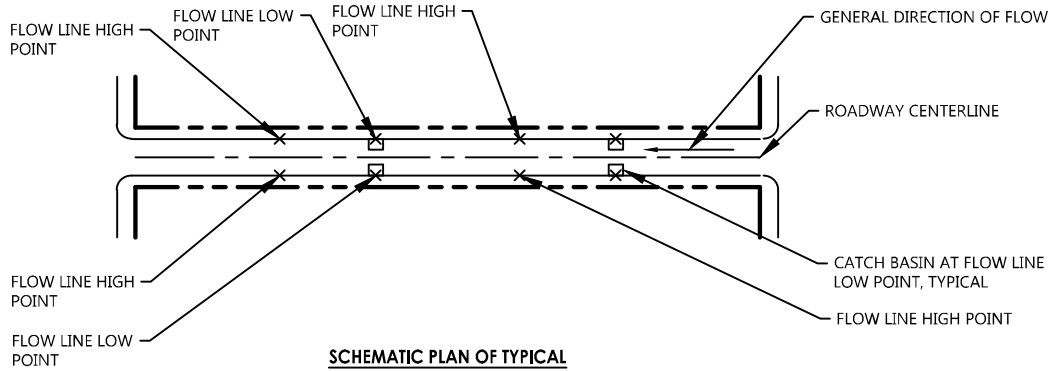 FLOW LINE HIGH
POINT
FLOW LINE LOW
POINT
FLOW LINE HIGH
POINT
GENERAL DIRECTION OF FLOW
ROADWAY CENTERLINE
FLOW LINE HIGH
POINT
CATCH BASIN AT FLOW LINE
LOW POINT, TYPICAL
FLOW LINE HIGH POINT
FLOW LINE LOW
POINT
SCHEMATIC PLAN OF TYPICAL